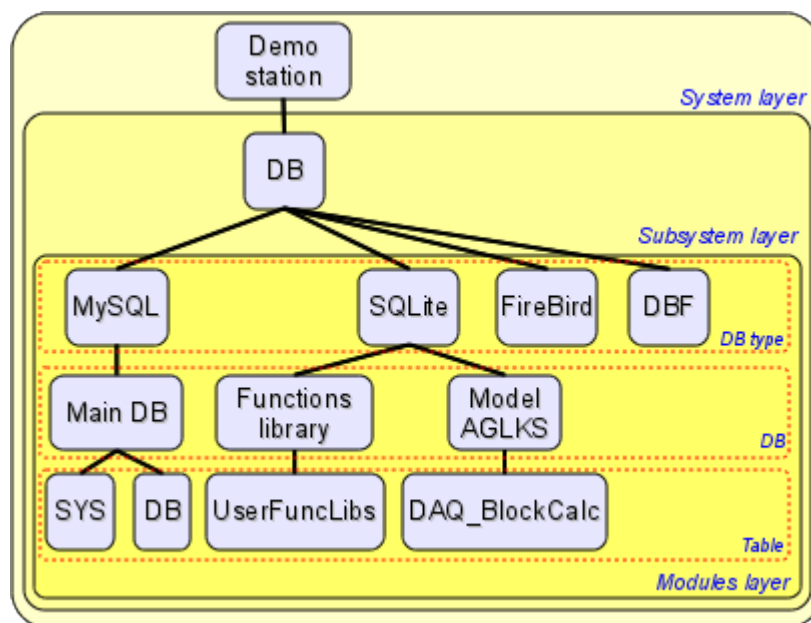 Demo
station
System layer
DB
Subsystem layer
MySQL
SQLite
FireBird
DBF
DB type
Main DB
Functions
library
Model
AGLKS
DB
SYS
DB
UserFuncLibs
DAQ_BlockCalc
Table
Modules layer